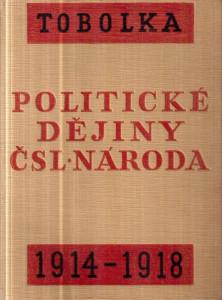 TOBOLKA
POLITICKÉ
DĚJINY
ČSL·NÁRODA
1914-1918